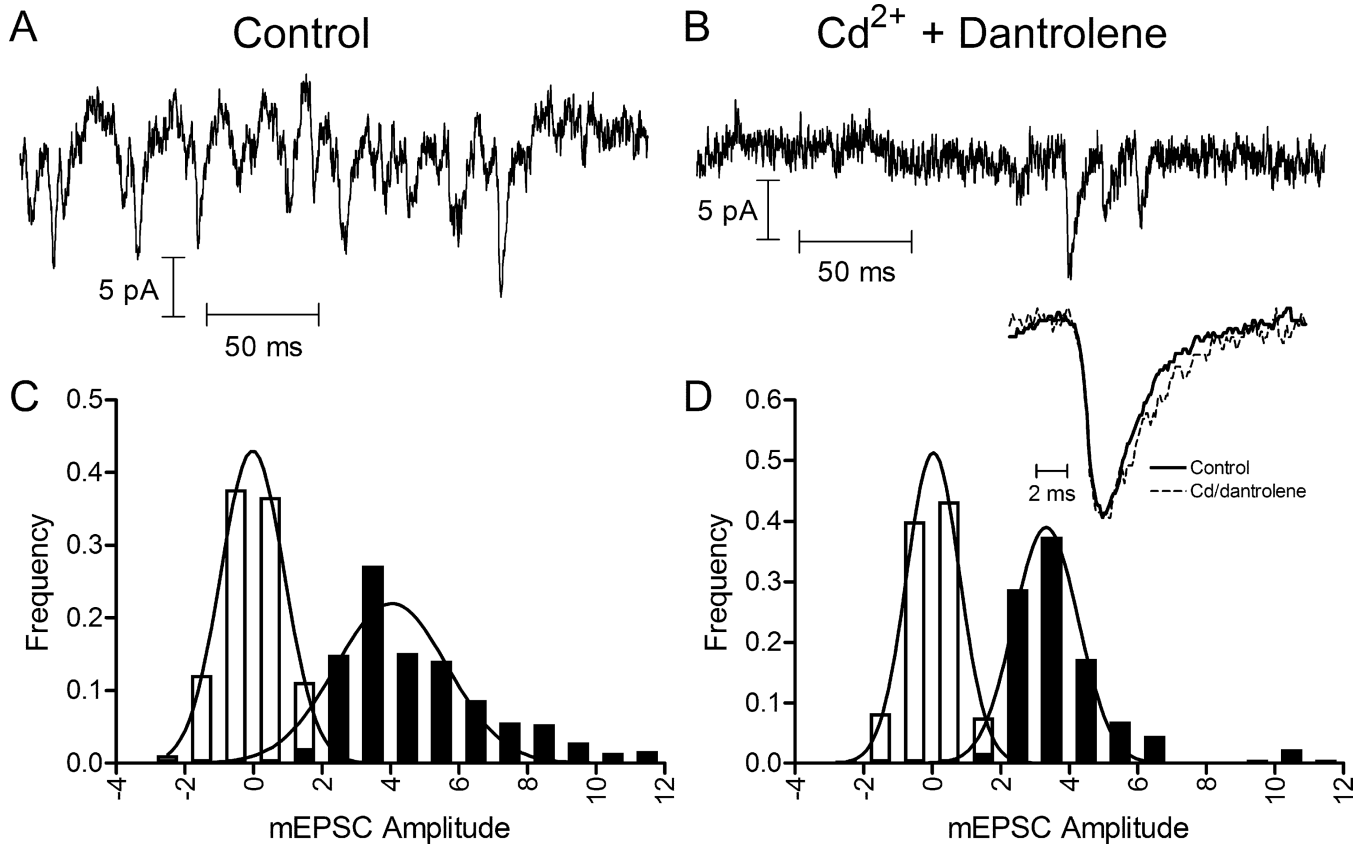 A
Control
B
Cd2+ + Dantrolene
5 pA
50 ms
5 pA
50 ms
Control
Cd/dantrolene
2 ms
C
0.5
0.4
0.3
0.2
0.1
0.0
Frequency
-4 -2 0 2 4 6 8 10 12
mEPSC Amplitude
D
0.6
0.5
0.4
0.3
0.2
0.1
0.0
Frequency
-4 -2 0 2 4 6 8 10 12
mEPSC Amplitude